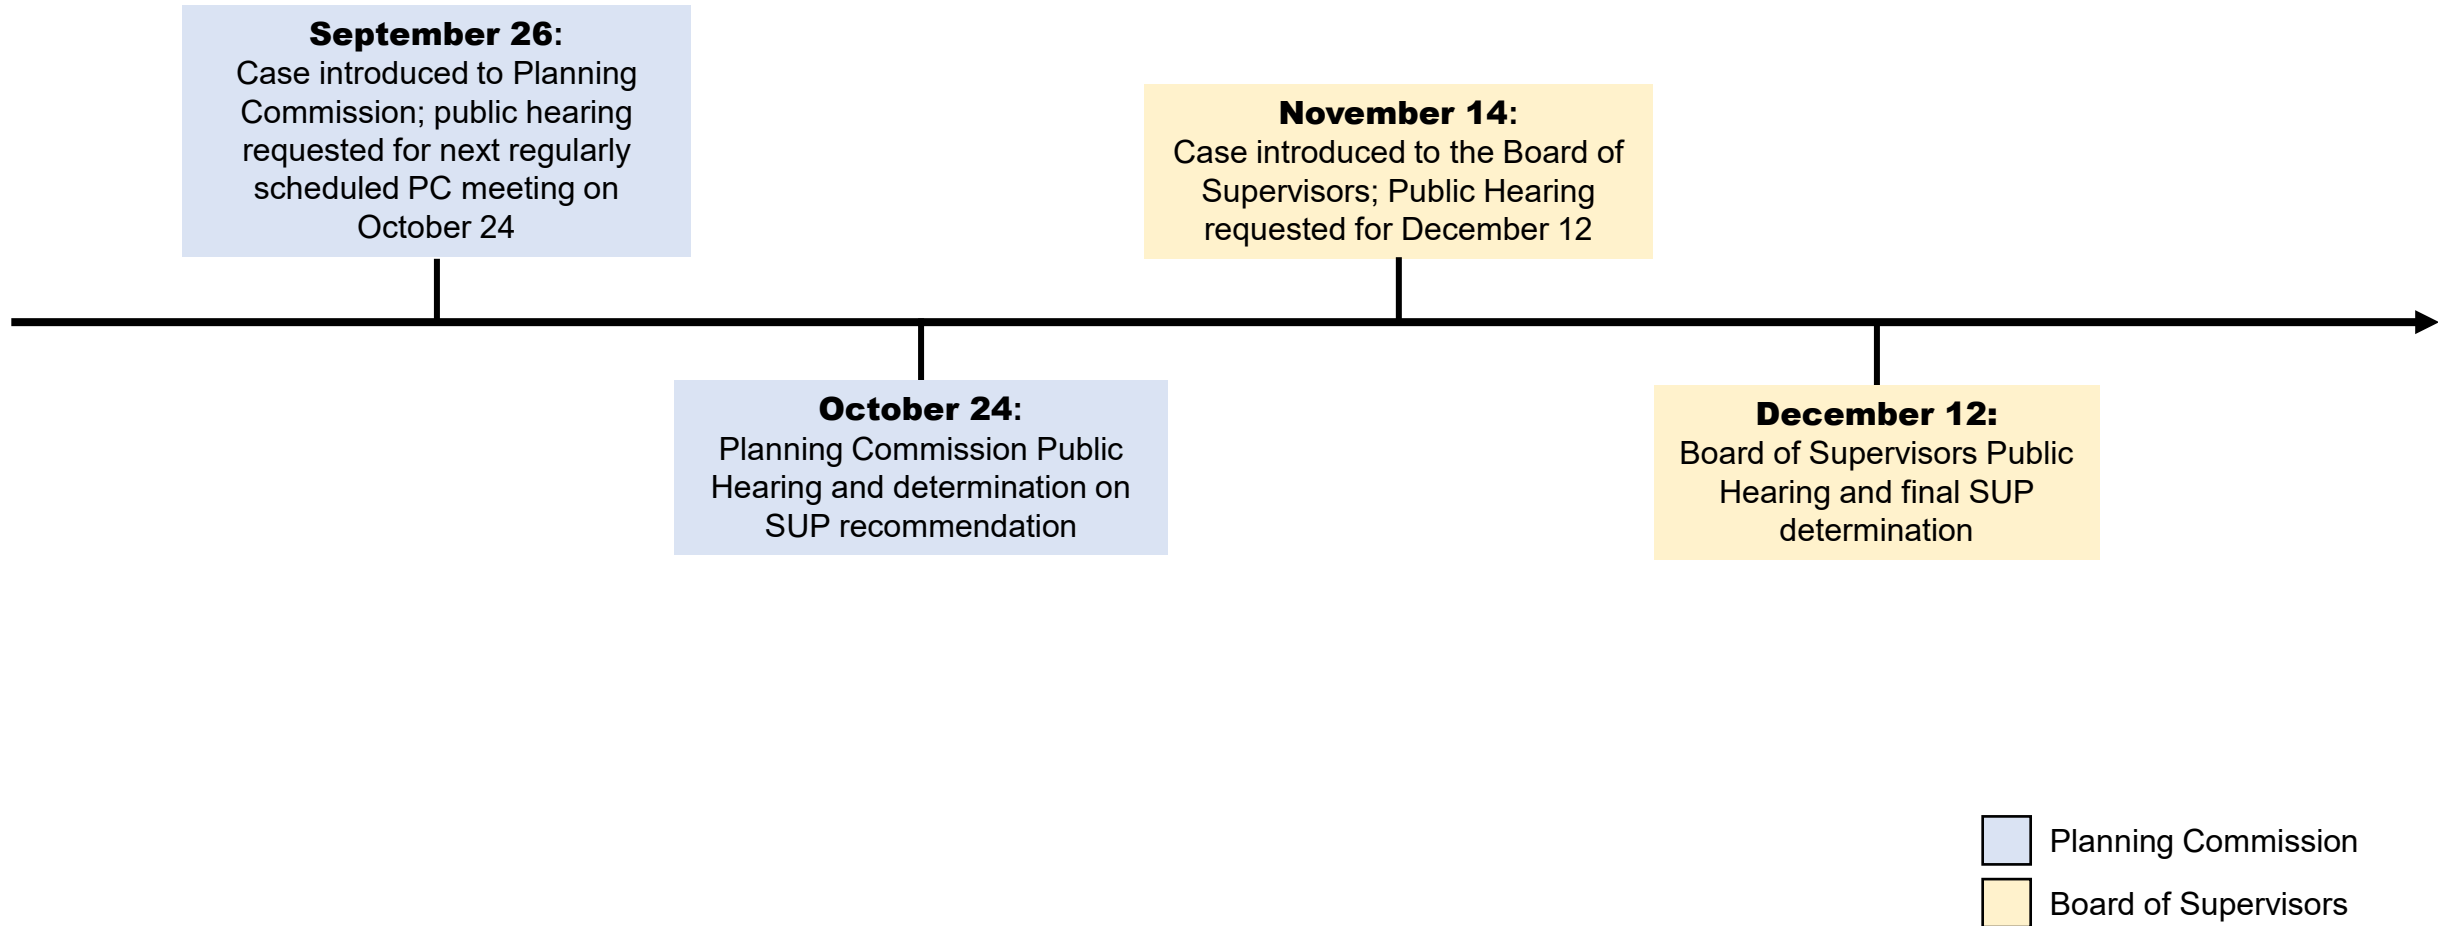 September 26:
Case introduced to Planning
Commission; public hearing
requested for next regularly
scheduled PC meeting on
October 24
November 14:
Case introduced to the Board of
Supervisors; Public Hearing
requested for December 12
October 24:
Planning Commission Public
Hearing and determination on
SUP recommendation
December 12:
Board of Supervisors Public
Hearing and final SUP
determination
Planning Commission
Board of Supervisors